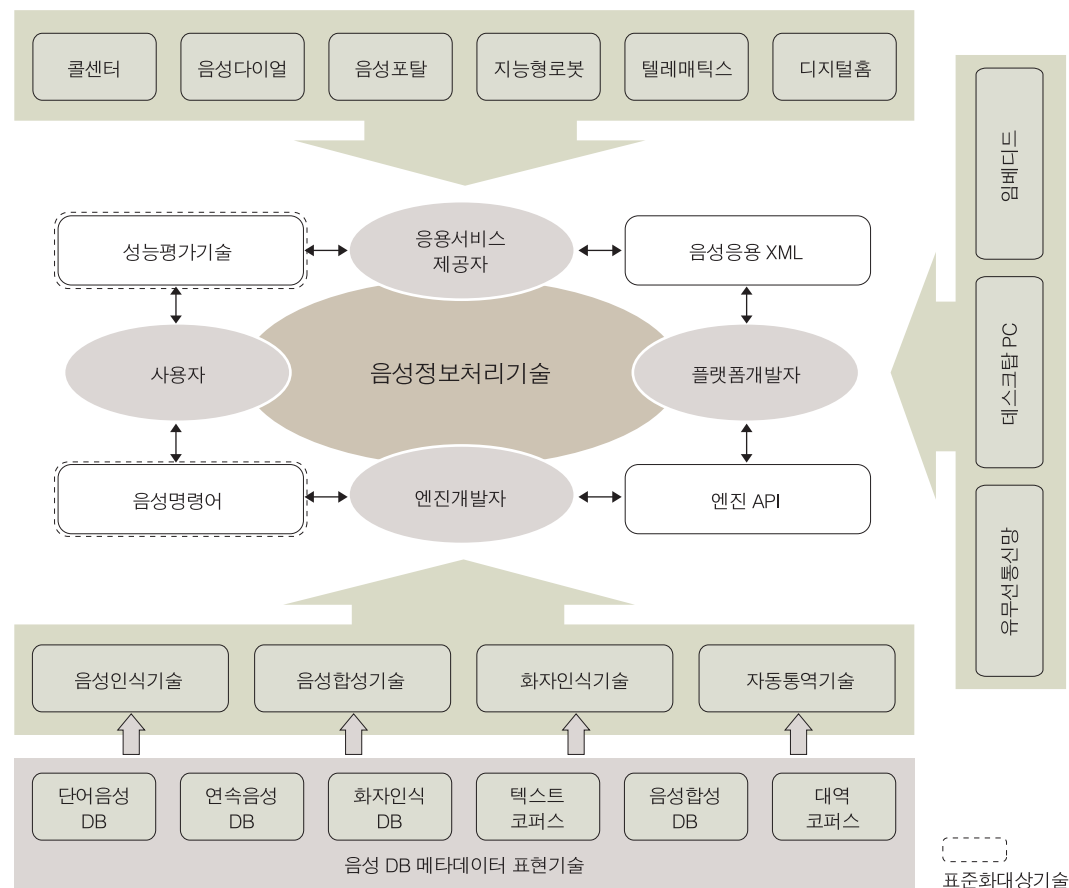 콜센터
음성다이얼
음성포탈
지능형로봇
텔레매틱스
디지털홈
임베디드
데스크탑 PC
유무선통신망
성능평가기술
응용서비스
제공자
음성응용 XML
사용자
음성정보처리기술
플랫폼개발자
음성명령어
엔진개발자
엔진 API
음성인식기술
음성합성기술
화자인식기술
자동통역기술
단어음성
DB
연속음성
DB
화자인식
DB
텍스트
코퍼스
음성합성
DB
대역
코퍼스
음성 DB 메타데이터 표현기술
표준화대상기술